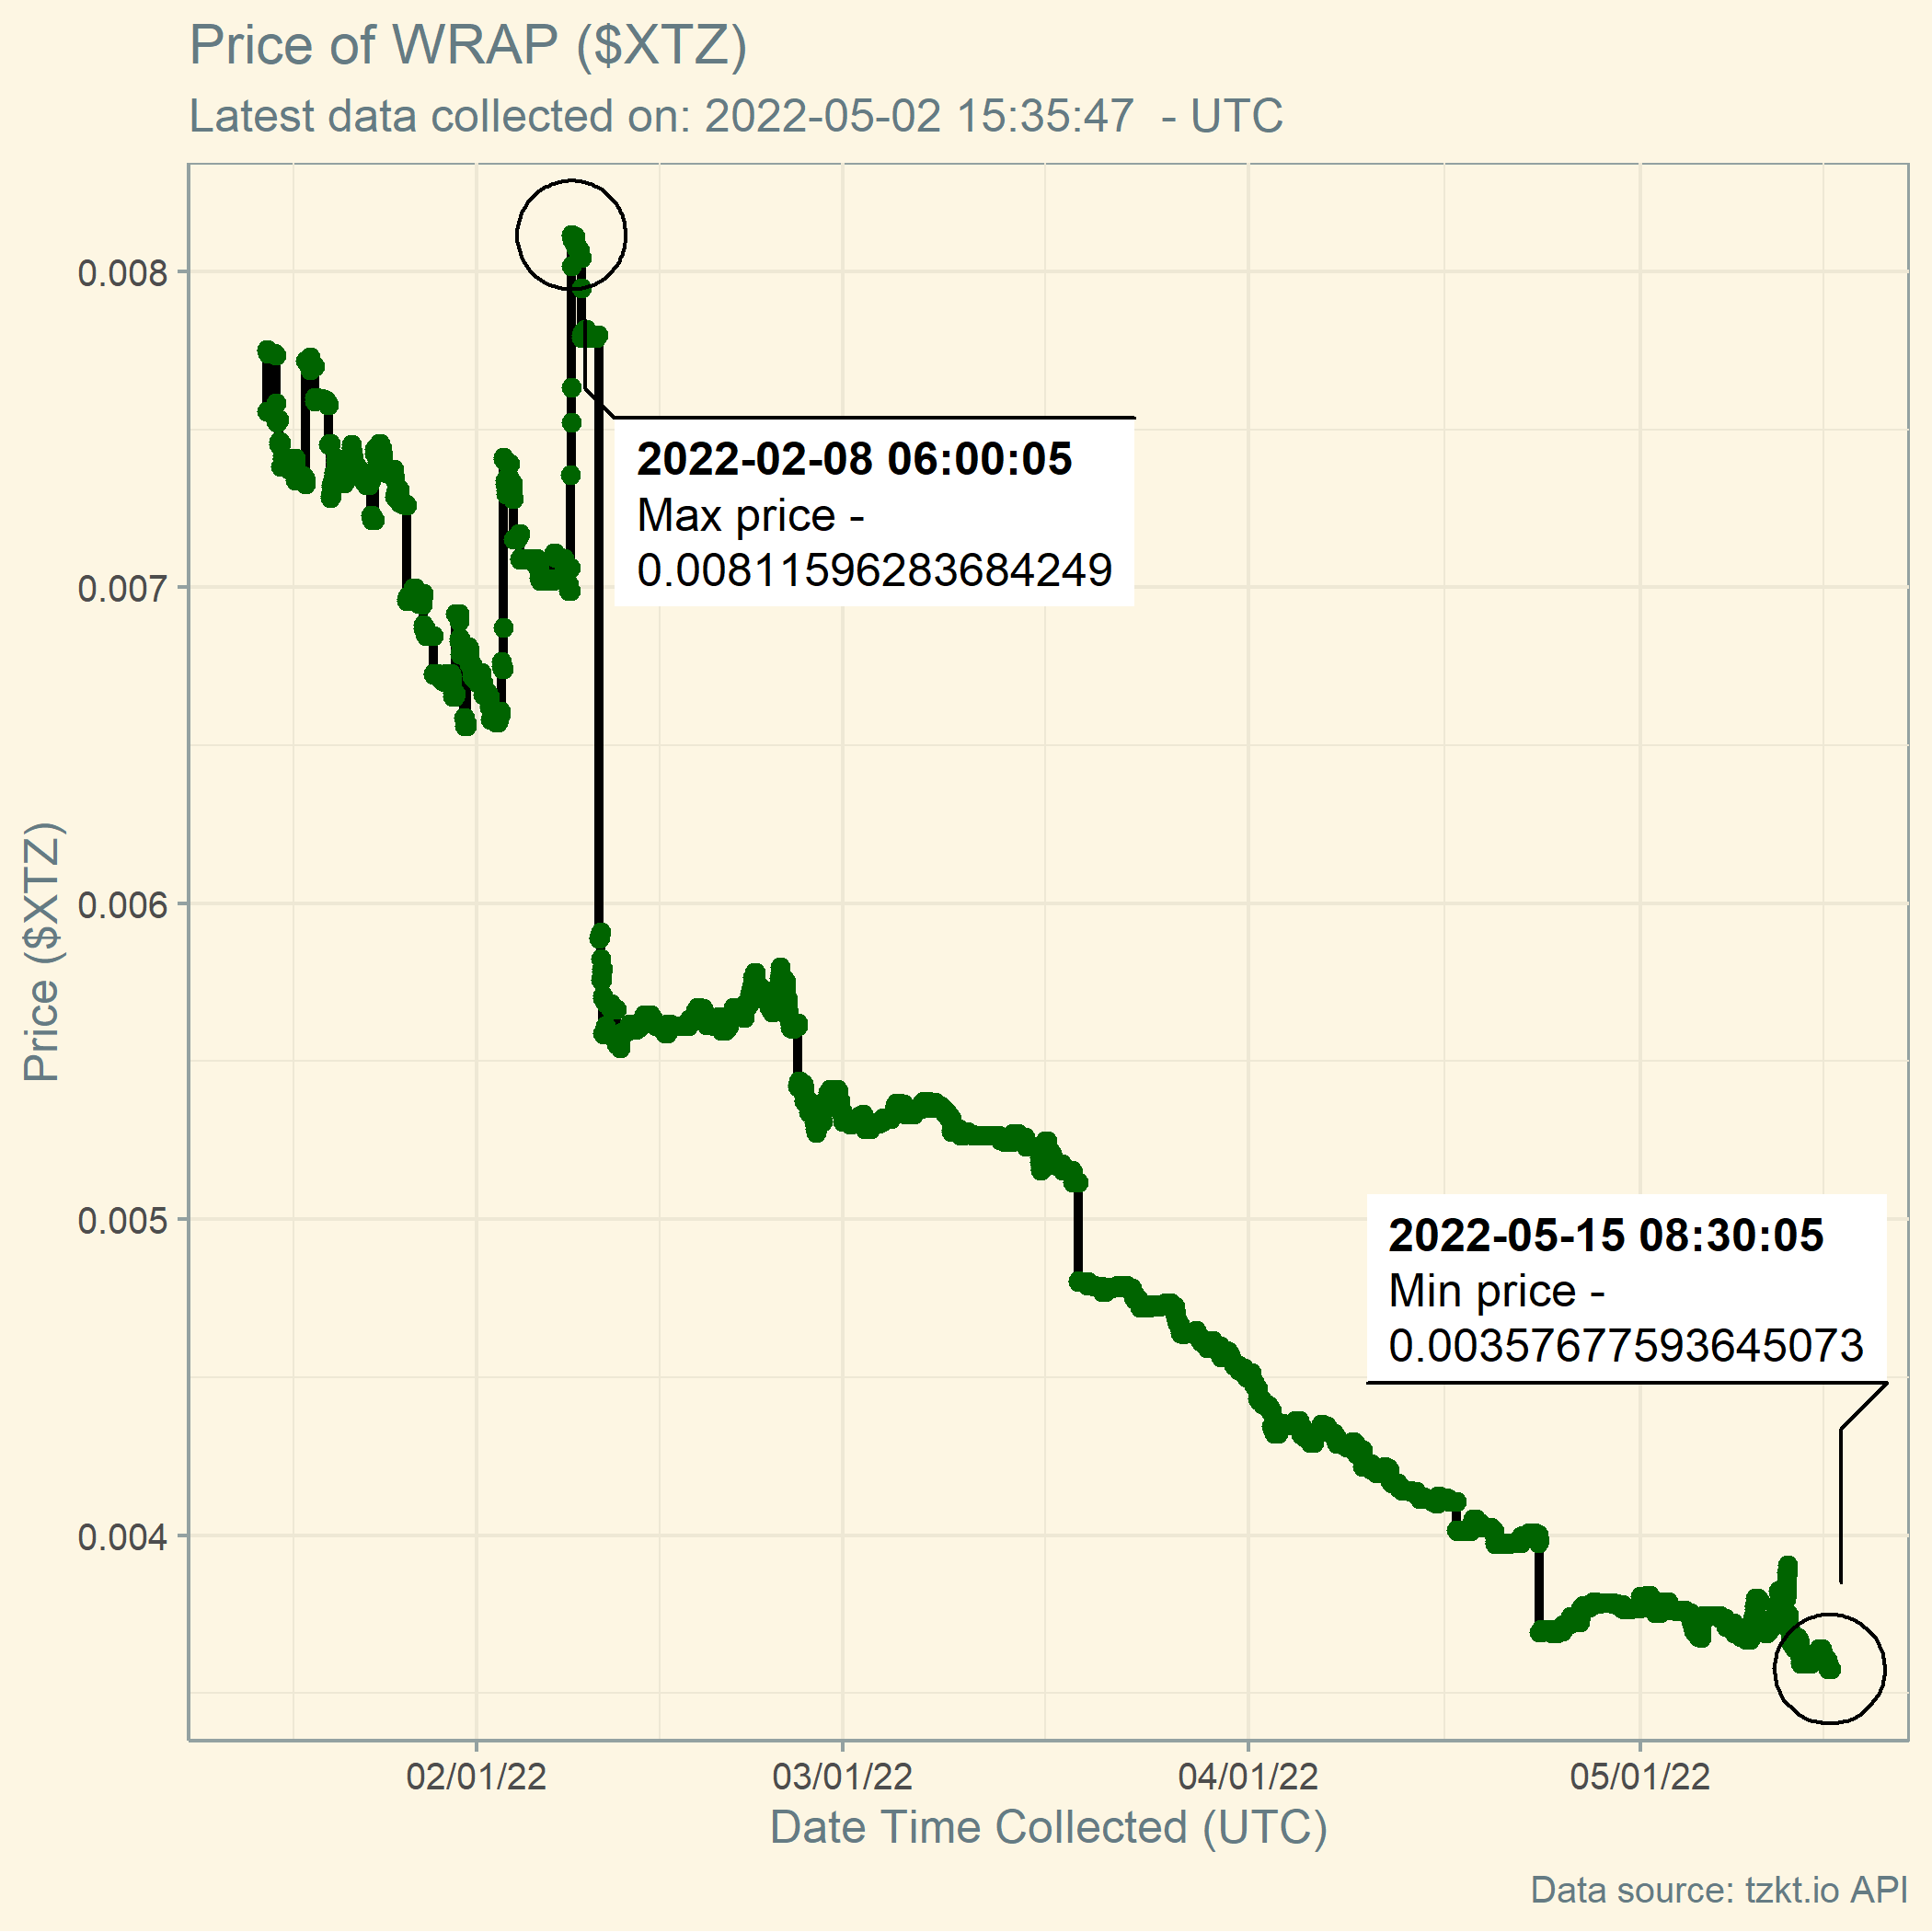 Price of WRAP ($XTZ)
Latest data collected on: 2022-05-02 15:35:47  - UTC
0.008
0.007
0.006
0.005
0.004
Price ($XTZ)
2022-02-08 06:00:05
Max price -
0.00811596283684249
2022-05-15 08:30:05
Min price -
0.00357677593645073
02/01/22
03/01/22
04/01/22
05/01/22
Date Time Collected (UTC)
Data source: tzkt.io API